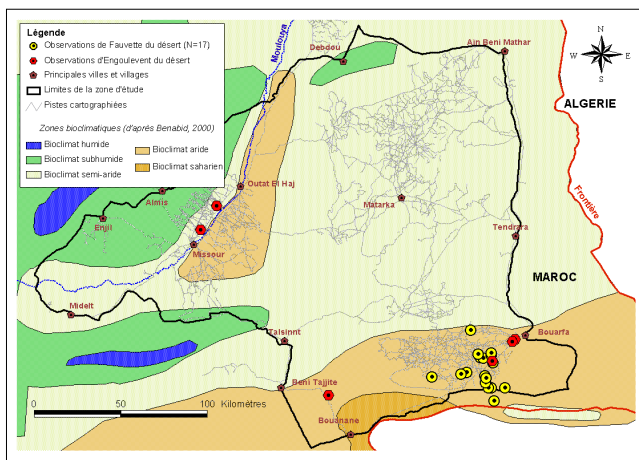 Légende
Observations de Fauvette du désert (N=17)
Observations d'Engoulevent du désert
Principales villes et villages
Limites de la zone d'étude
Pistes cartographiées
Zones bioclimatiques (d'après Benabid, 2000)
Bioclimat humide
Bioclimat subhumide
Bioclimat semi-aride
Bioclimat aride
Bioclimat saharien
Moulouya
Debdou
Ain Beni Mathar
N
W
E
S
ALGERIE
Frontière
Outat El Haj
Almis
Enjil
Matarka
Missour
Tendrara
MAROC
Midelt
Talsinnt
Bouarfa
Beni Tajjite
Bouanane
0
50
100
Kilomètres